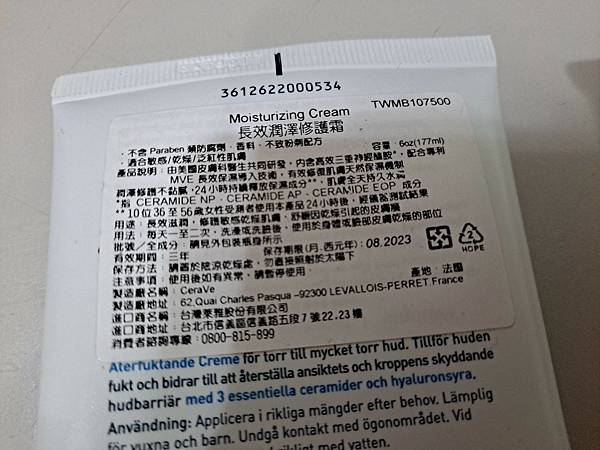 3612622000534
Moisturizing Cream TWMB107500
長效潤澤修護霜
．不含 Paraben 類防腐劑．香料．不致粉刺配方
．適合敏感/乾燥/泛紅性肌膚 容量：6oz(177ml)
產品說明：由美國皮膚科醫生共同研發，內含高效三重神經醯胺*，配合專利
MVE 長效保濕導入技術，有效修復肌膚天然保濕機制
潤澤修護不黏膩，24小時持續釋放保濕成分**，肌膚全天持久水潤
*指 CERAMIDE NP、CERAMIDE AP、CERAMIDE EOP 成分
**10位36至56歲女性受測者使用本產品24小時後，經儀器測試結果
用途：長效滋潤，修護敏感乾燥肌膚，舒緩因乾燥引起的皮膚癢
用法：每天一至二次，洗澡或洗臉後，使用於身體或臉部皮膚乾燥的部位
批號／全成分：請見外包裝瓶身所示
有效期間：三年 保存期限(月.西元年)：08.2023
保存方法：請置於陰涼乾燥處，勿直接照射於太陽下
注意事項：使用後如有異常，請暫停使用 HDPE
製造廠名稱：CeraVe 產地：法國
製造廠地址：62,Quai Charles Pasqua –92300 LEVALLOIS-PERRET France
進口商名稱：台灣萊雅股份有限公司
進口商地址：台北市信義區信義路五段7號22.23樓
消費者諮詢專線：0800-815-899
Återfuktande Creme för torr till mycket torr hud. Tillför huden
fukt och bidrar till att återställa ansiktets och kroppens skyddande
hudbarriär med 3 essentiella ceramider och hyaluronsyra.
Användning: Applicera i rikliga mängder efter behov. Lämplig
för vuxna och barn. Undgå kontakt med ögonområdet. Vid
rikligt med vatten.